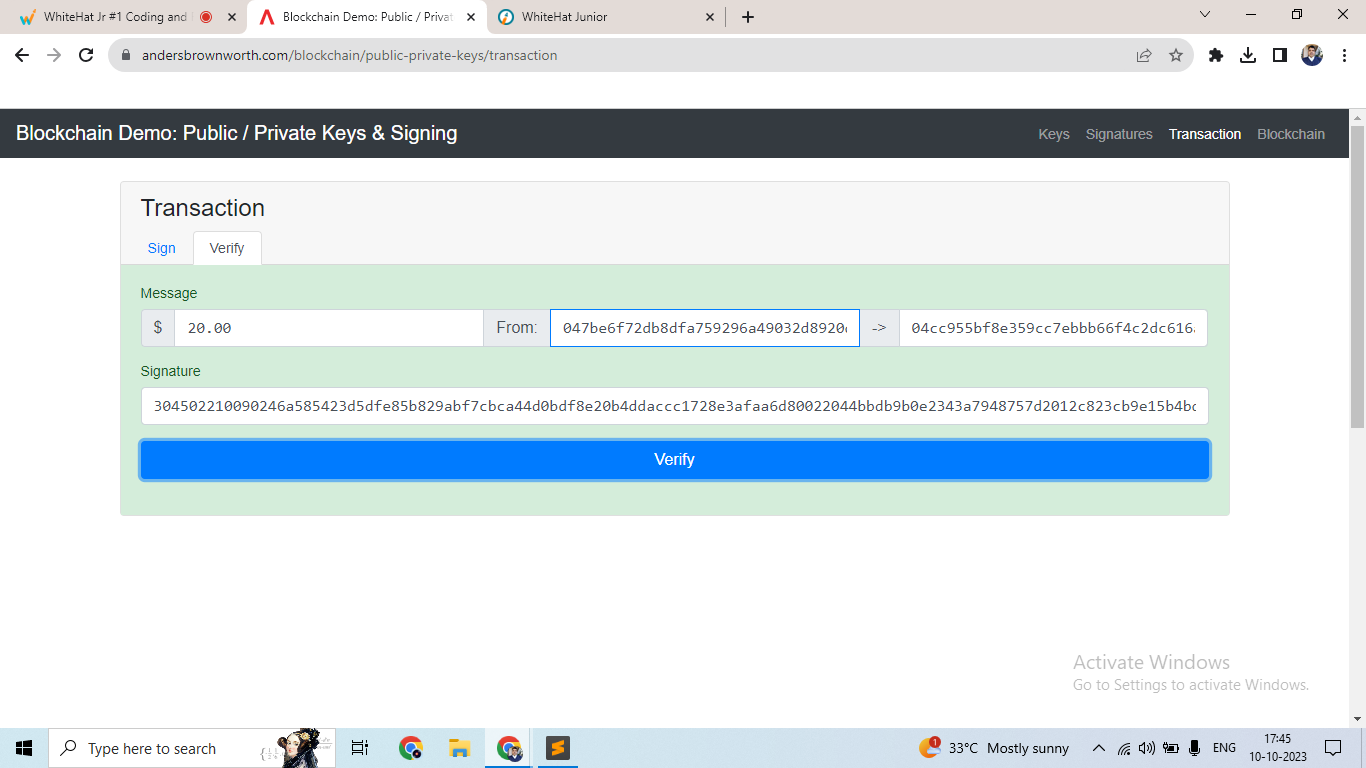 WhiteHat Jr #1 Coding and
Blockchain Demo: Public / Privat
WhiteHat Junior
andersbrownworth.com/blockchain/public-private-keys/transaction
Blockchain Demo: Public / Private Keys & Signing
Keys Signatures Transaction Blockchain
Transaction
Sign Verify
Message
$ 20.00 From: 047be6f72db8dfa759296a49032d8920 -> 04cc955bf8e359cc7ebbb66f4c2dc616
Signature
304502210090246a585423d5dfe85b829abf7cbca44d0bdf8e20b4ddaccc1728e3afaa6d80022044bbdb9b0e2343a7948757d2012c823cb9e15b4bc
Verify
Activate Windows
Go to Settings to activate Windows.
Type here to search
1 33°C Mostly sunny ENG 17:45
10-10-2023